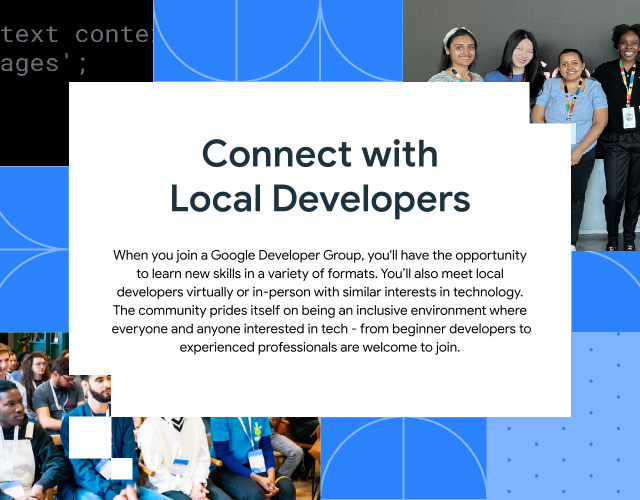 text contex
ages';
Connect with
Local Developers
When you join a Google Developer Group, you'll have the opportunity
to learn new skills in a variety of formats. You'll also meet local
developers virtually or in-person with similar interests in technology.
The community prides itself on being an inclusive environment where
everyone and anyone interested in tech - from beginner developers to
experienced professionals are welcome to join.